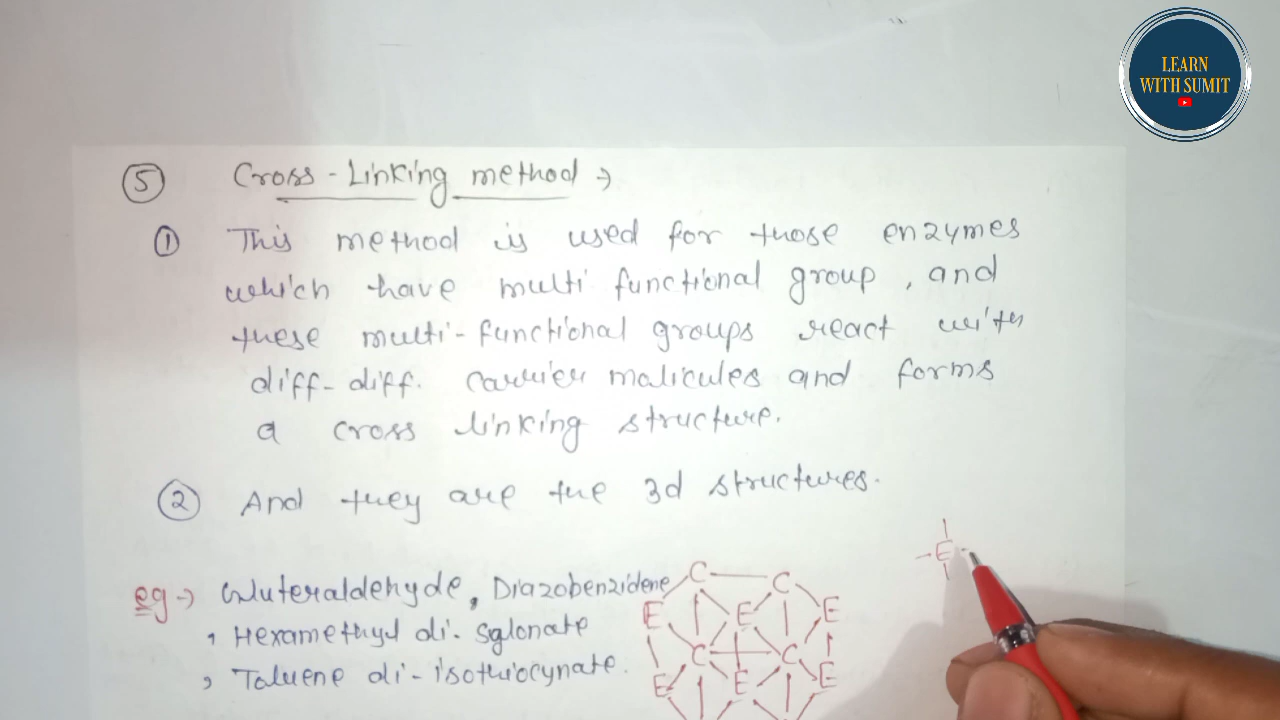 LEARN
WITH SUMIT
5 Cross-Linking method →
1 This method is used for those enzymes
which have multi functional group, and
these multi-functional groups react with
diff-diff. carrier malicules and forms
a cross linking structure.
2 And they are the 3d structures.
eg→ Gluteraldehyde, Diazobenzidene
, Hexamethyl di.
, Toluene di-isothiocynate.
C C
E E E
C C
E E E
E